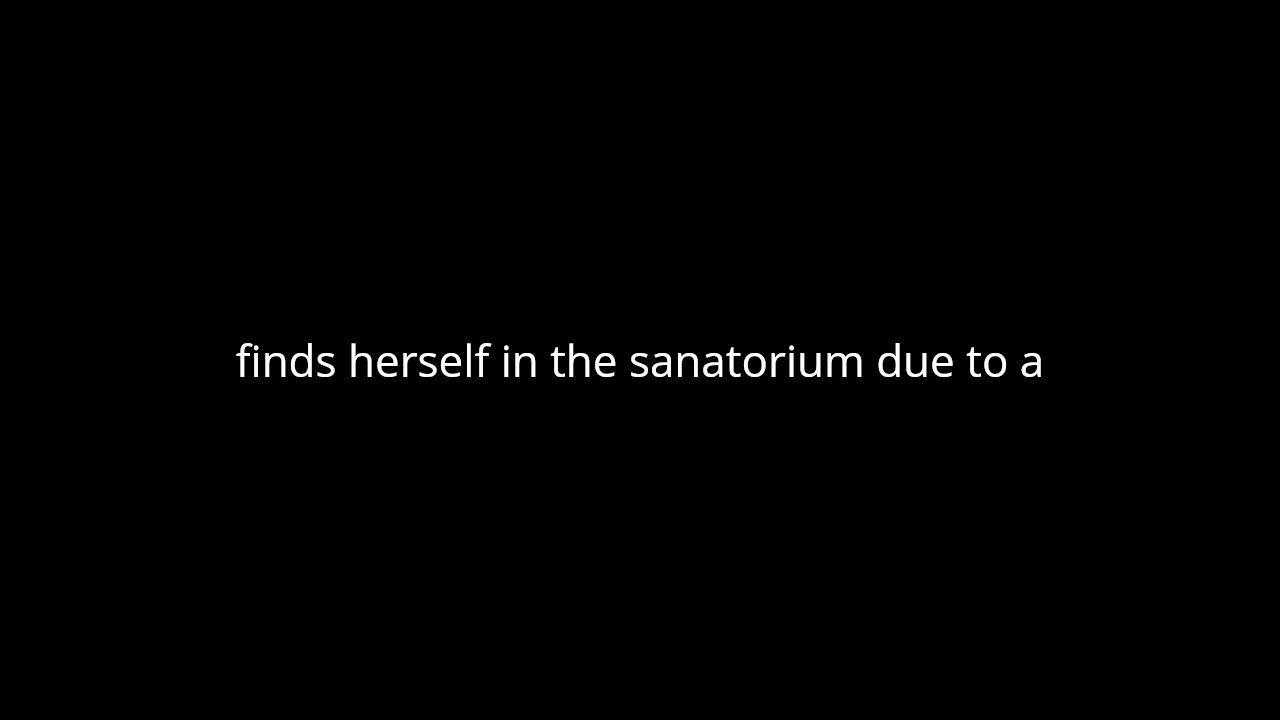 finds herself in the sanatorium due to a